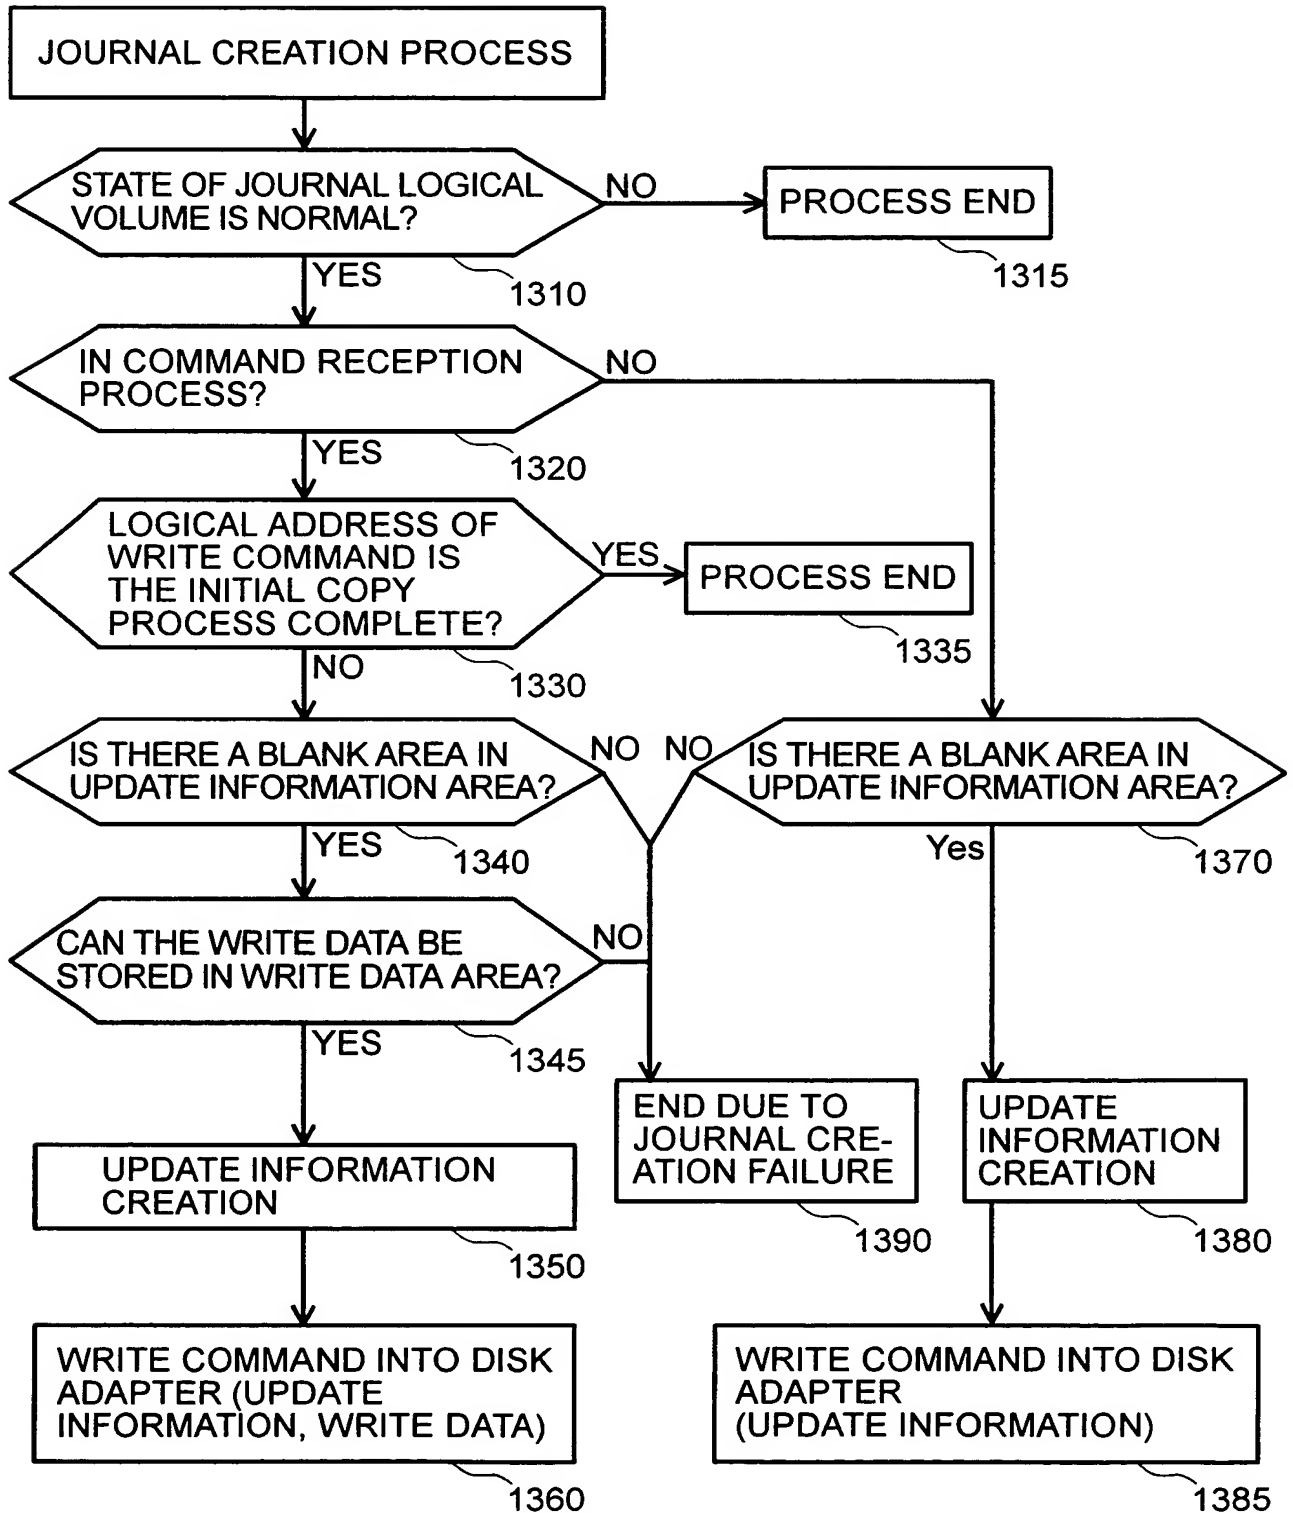 JOURNAL CREATION PROCESS
STATE OF JOURNAL LOGICAL
VOLUME IS NORMAL?
NO
PROCESS END
1315
YES
1310
IN COMMAND RECEPTION
PROCESS?
NO
YES
1320
LOGICAL ADDRESS OF
WRITE COMMAND IS
THE INITIAL COPY
PROCESS COMPLETE?
YES
PROCESS END
1335
NO
1330
IS THERE A BLANK AREA IN
UPDATE INFORMATION AREA?
NO
NO
IS THERE A BLANK AREA IN
UPDATE INFORMATION AREA?
YES
1340
Yes
1370
CAN THE WRITE DATA BE
STORED IN WRITE DATA AREA?
NO
YES
1345
END DUE TO
JOURNAL CRE-
ATION FAILURE
1390
UPDATE
INFORMATION
CREATION
1380
UPDATE INFORMATION
CREATION
1350
WRITE COMMAND INTO DISK
ADAPTER (UPDATE
INFORMATION, WRITE DATA)
1360
WRITE COMMAND INTO DISK
ADAPTER
(UPDATE INFORMATION)
1385